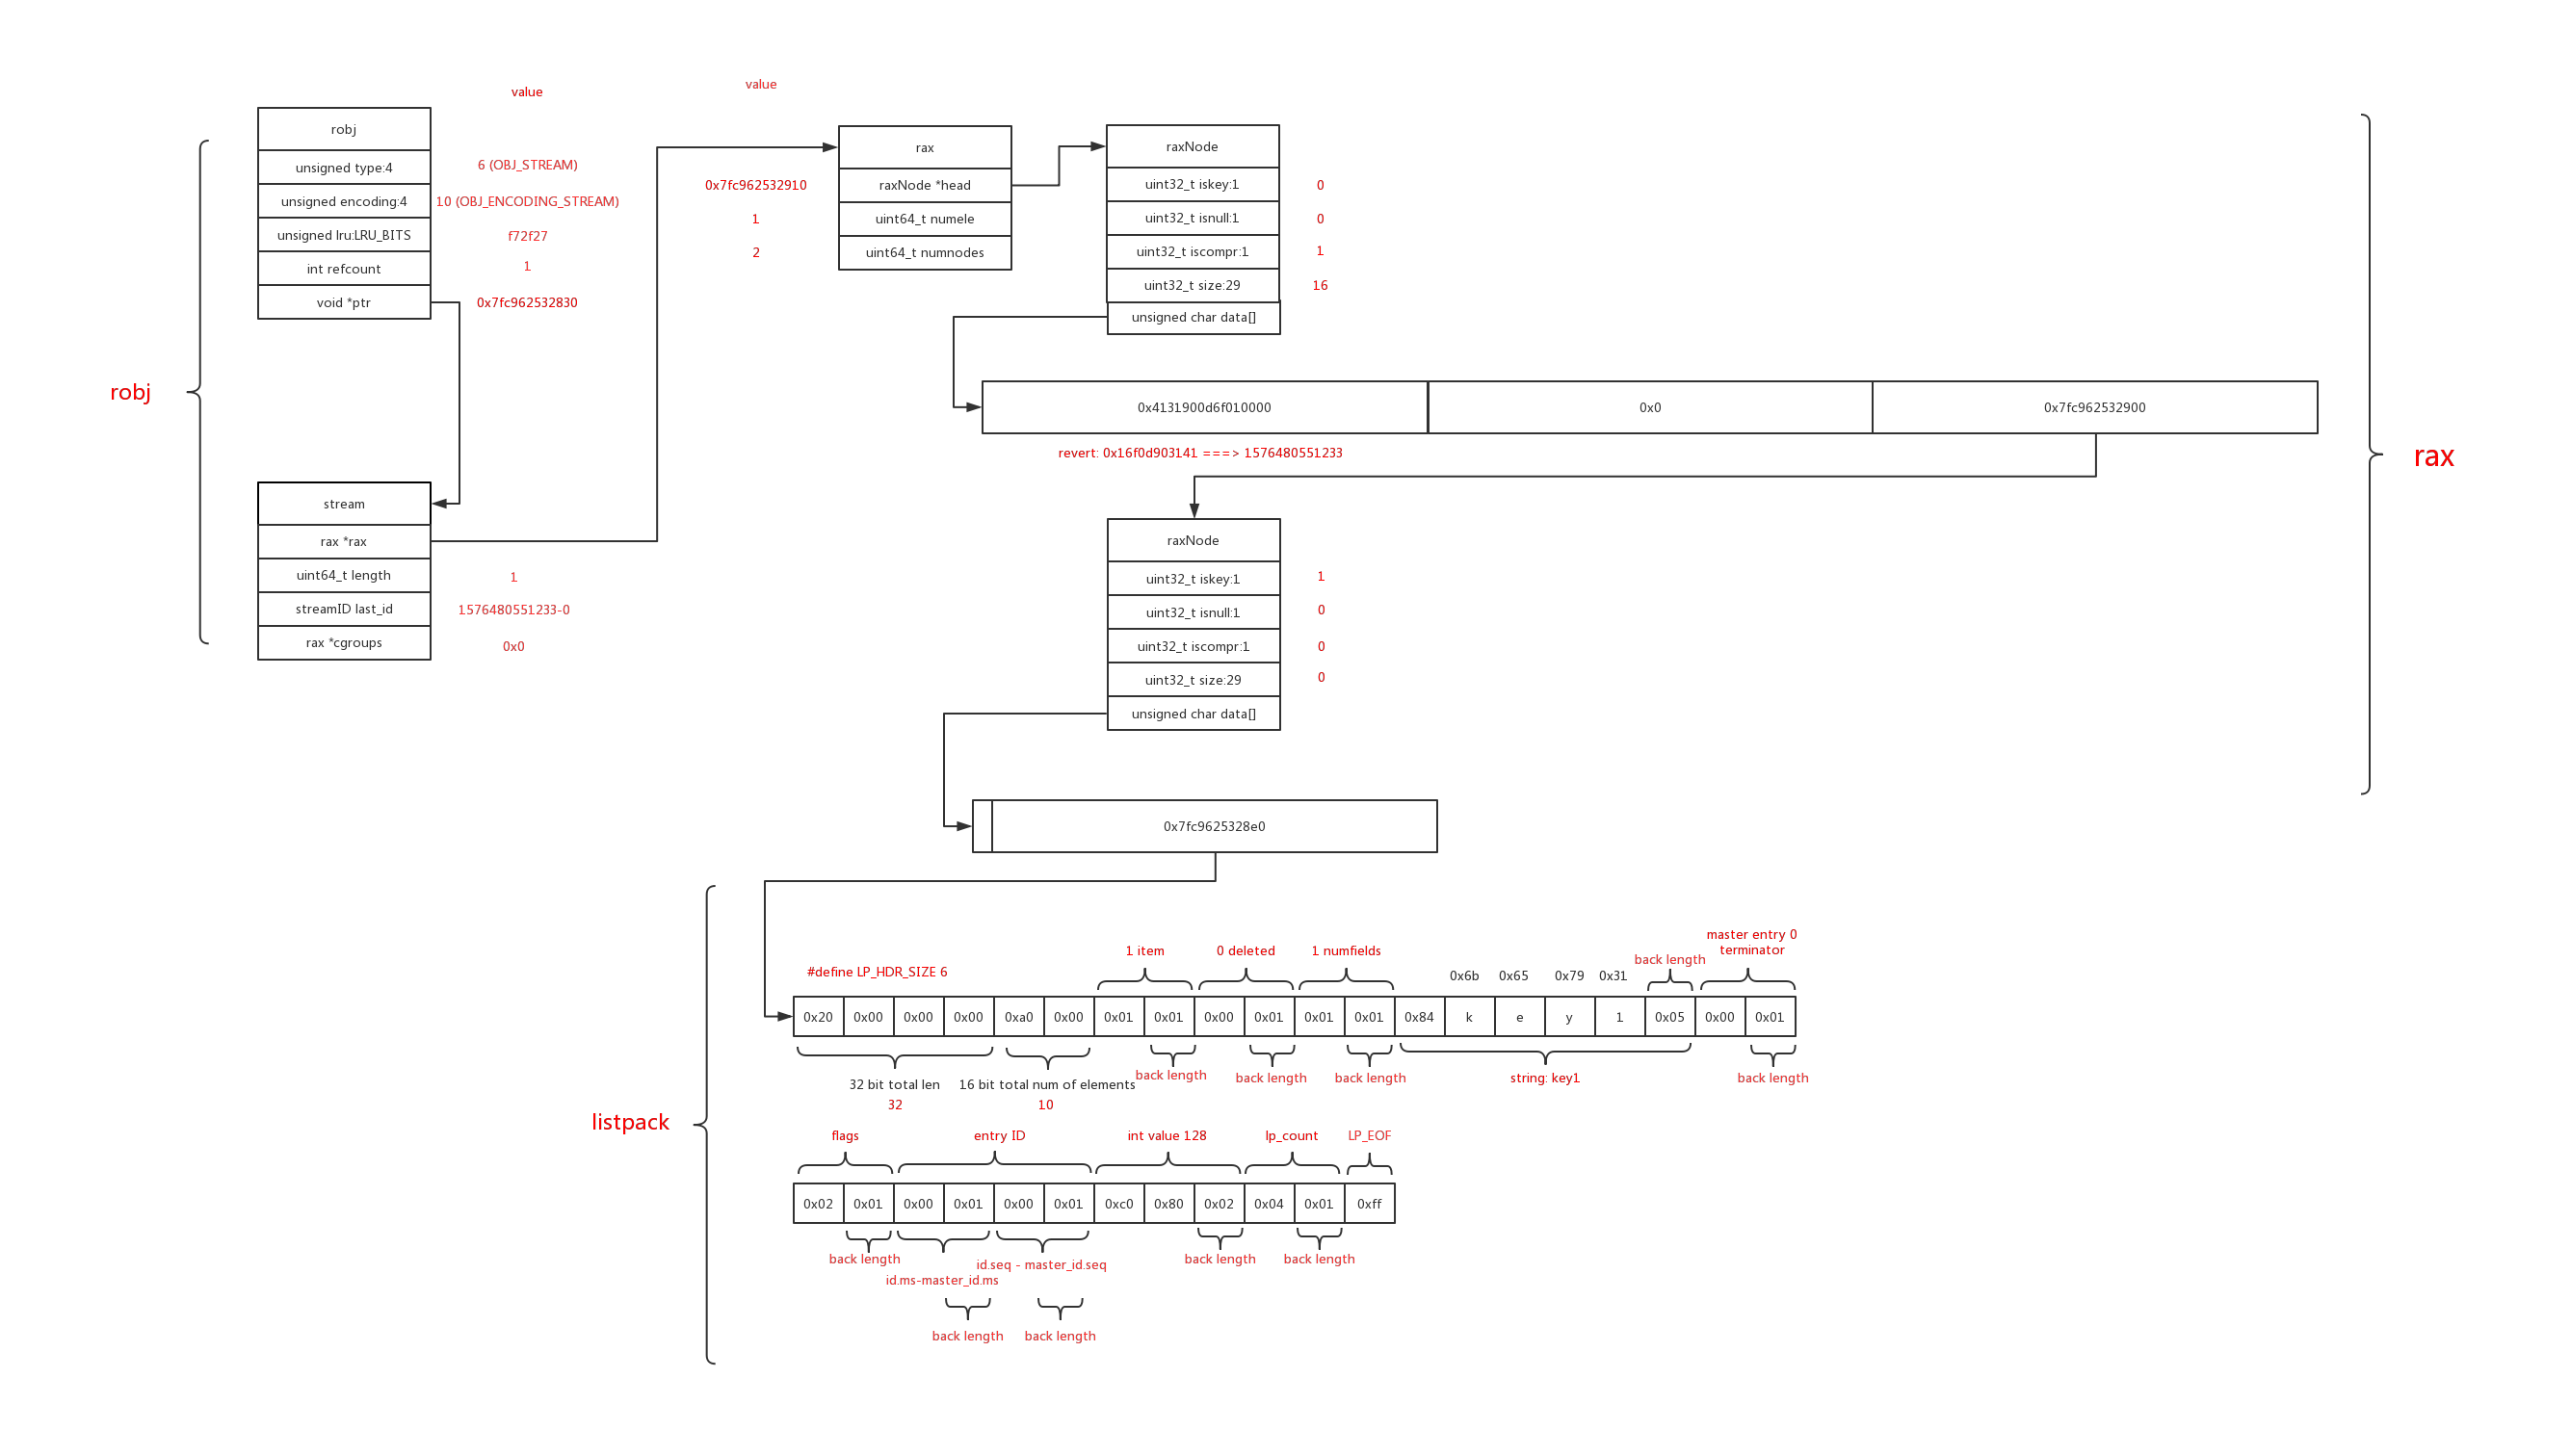 value
value
robj
unsigned type:4
6 (OBJ_STREAM)
unsigned encoding:4
10 (OBJ_ENCODING_STREAM)
unsigned lru:LRU_BITS
f72f27
int refcount
1
void *ptr
0x7fc962532830
robj
stream
rax *rax
uint64_t length
1
streamID last_id
1576480551233-0
rax *cgroups
0x0
rax
0x7fc962532910
raxNode *head
1
uint64_t numele
2
uint64_t numnodes
raxNode
uint32_t iskey:1
0
uint32_t isnull:1
0
uint32_t iscompr:1
1
uint32_t size:29
16
unsigned char data[]
0x4131900d6f010000
0x0
0x7fc962532900
revert: 0x16f0d903141 ===> 1576480551233
rax
raxNode
uint32_t iskey:1
1
uint32_t isnull:1
0
uint32_t iscompr:1
0
uint32_t size:29
0
unsigned char data[]
0x7fc9625328e0
listpack
#define LP_HDR_SIZE 6
1 item
0 deleted
1 numfields
0x6b
0x65
0x79
0x31
back length
master entry 0
terminator
0x20
0x00
0x00
0x00
0xa0
0x00
0x01
0x01
0x00
0x01
0x01
0x01
0x84
k
e
y
1
0x05
0x00
0x01
32 bit total len
32
16 bit total num of elements
10
back length
back length
back length
string: key1
back length
flags
entry ID
int value 128
lp_count
LP_EOF
0x02
0x01
0x00
0x01
0x00
0x01
0xc0
0x80
0x02
0x04
0x01
0xff
back length
id.ms-master_id.ms
id.seq - master_id.seq
back length
back length
back length
back length